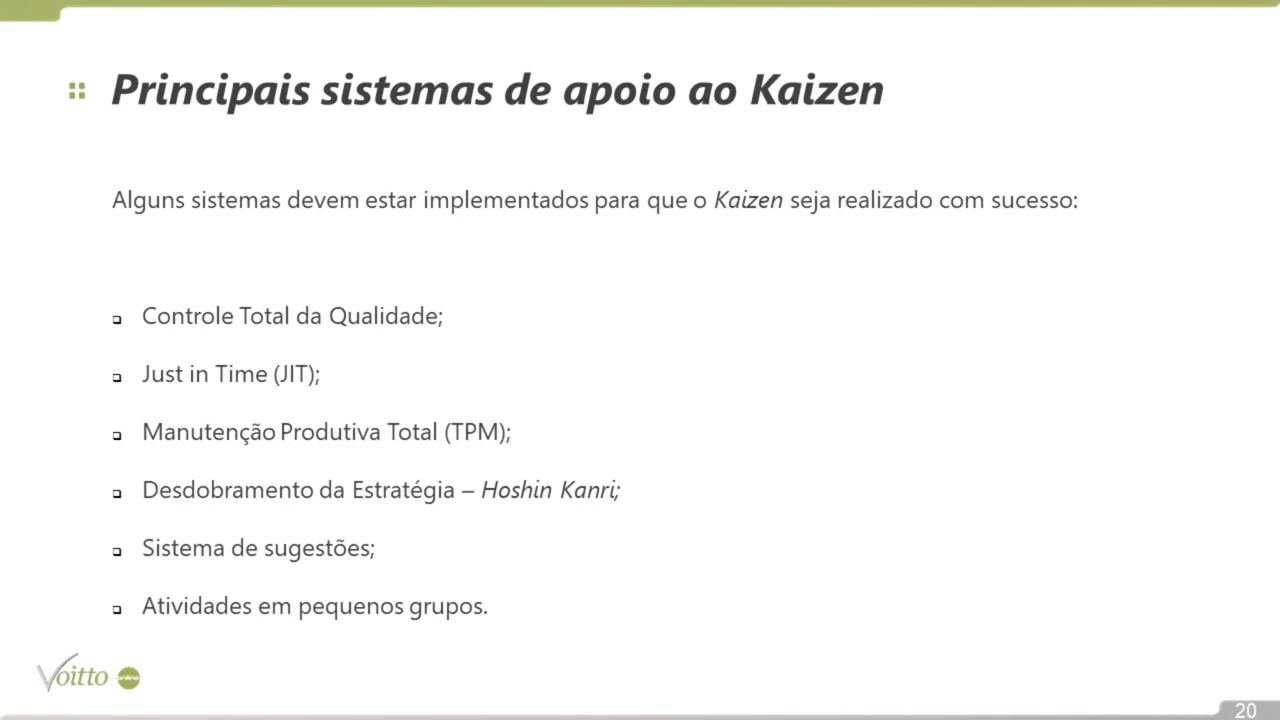 Principais sistemas de apoio ao Kaizen
Alguns sistemas devem estar implementados para que o Kaizen seja realizado com sucesso:
Controle Total da Qualidade;
Just in Time (JIT);
Manutenção Produtiva Total (TPM);
Desdobramento da Estratégia – Hoshin Kanri;
Sistema de sugestões;
Atividades em pequenos grupos.
Voitto online
20